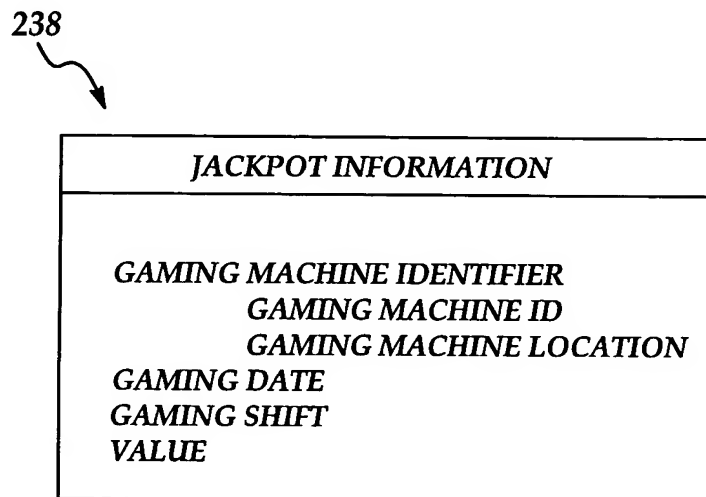 238
JACKPOT INFORMATION
GAMING MACHINE IDENTIFIER
GAMING MACHINE ID
GAMING MACHINE LOCATION
GAMING DATE
GAMING SHIFT
VALUE